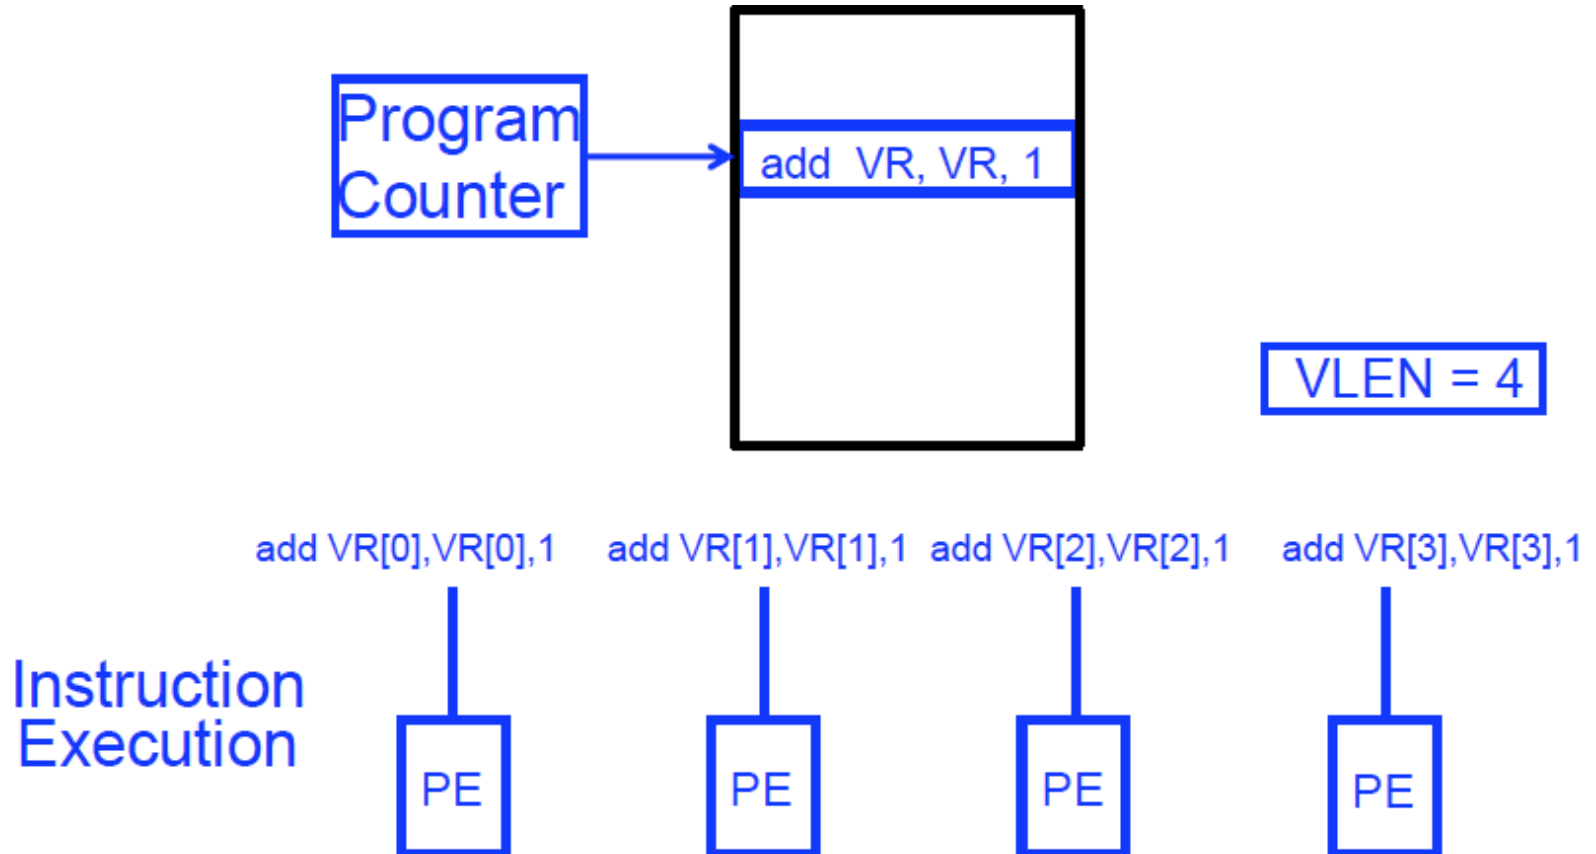 Program
Counter
add VR, VR, 1
VLEN = 4
add VR[0],VR[0],1
add VR[1],VR[1],1
add VR[2],VR[2],1
add VR[3],VR[3],1
Instruction
Execution
PE
PE
PE
PE